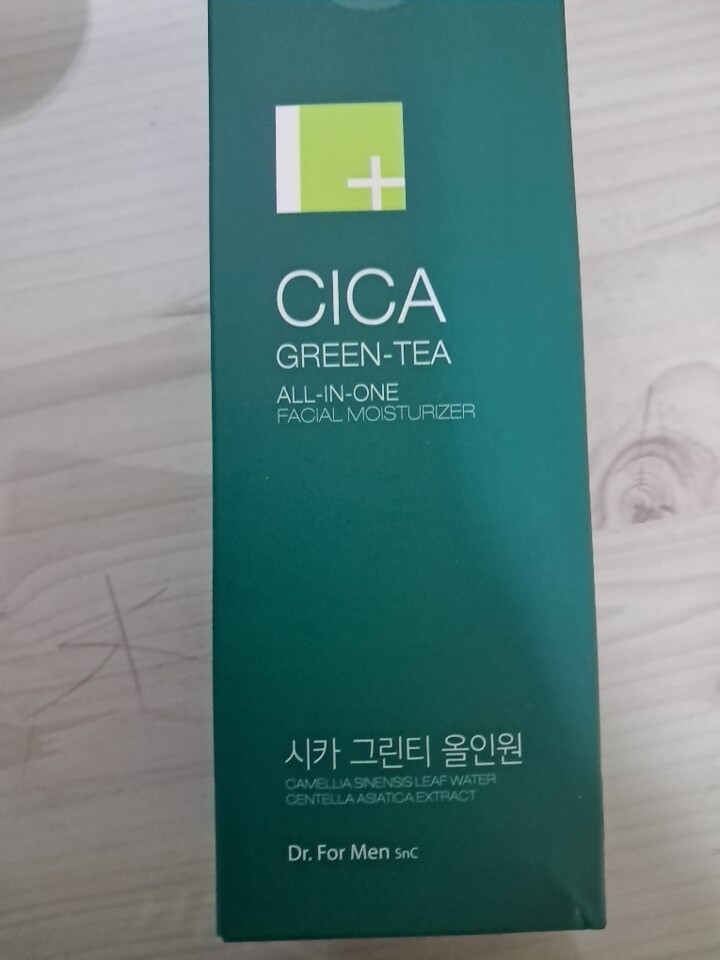 CICA
GREEN-TEA
ALL-IN-ONE
FACIAL MOISTURIZER
시카 그린티 올인원
CAMELLIA SINENSIS LEAF WATER
CENTELLA ASIATICA EXTRACT
Dr. For Men SnC